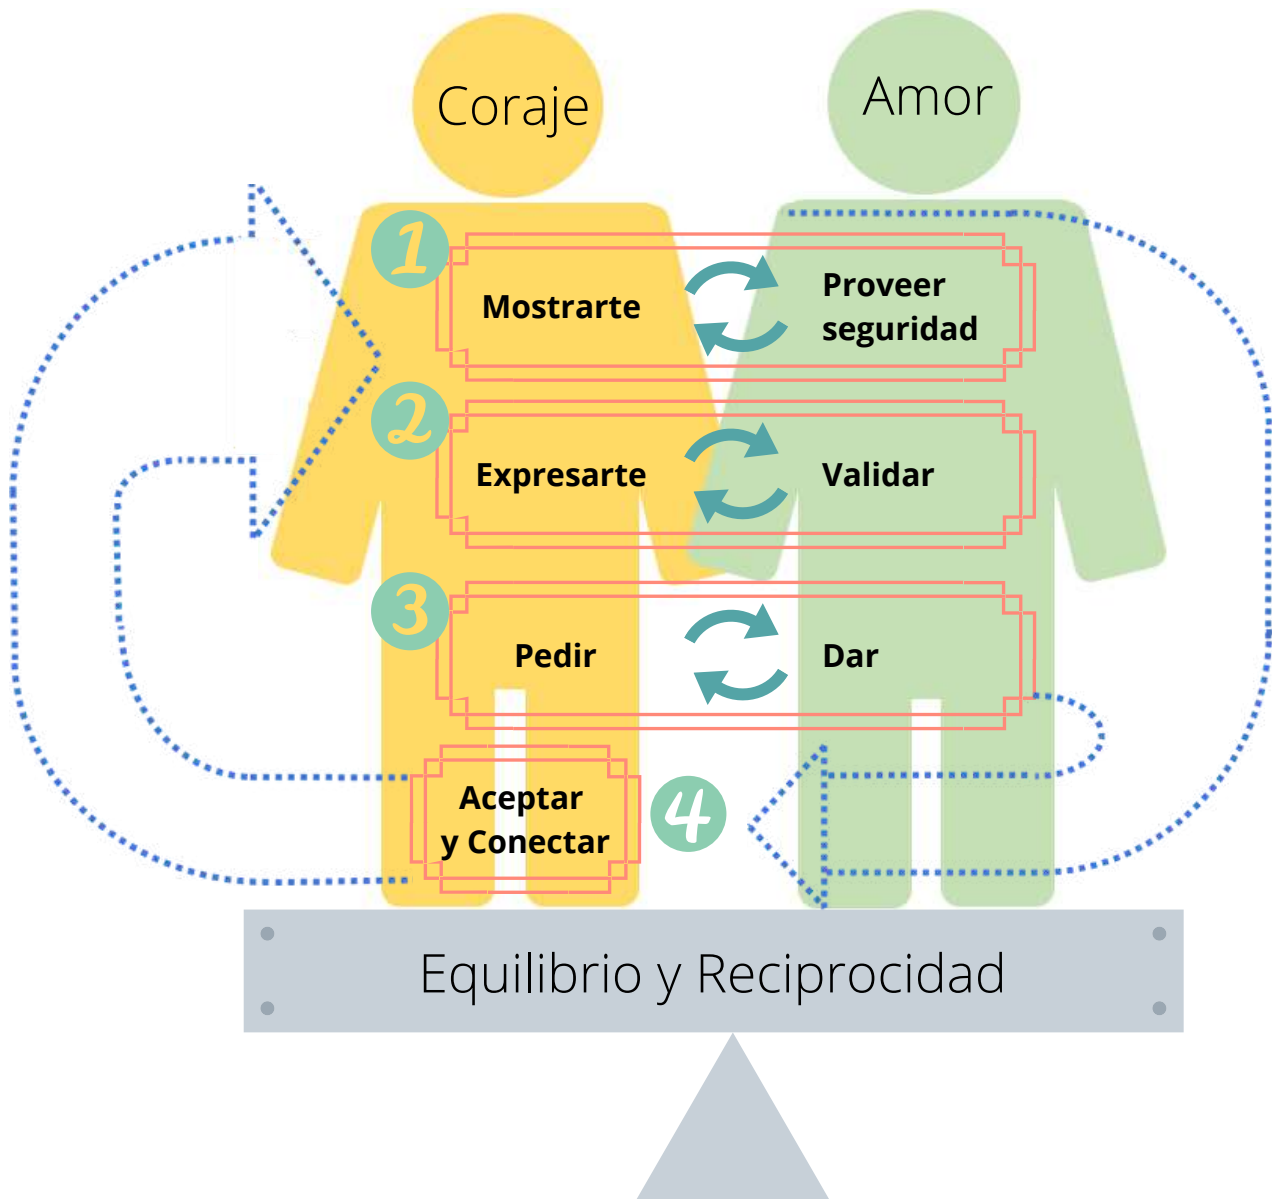 Coraje
Amor
1
Mostrarte
Proveer
seguridad
2
Expresarte
Validar
3
Pedir
Dar
Aceptar
y Conectar
4
Equilibrio y Reciprocidad